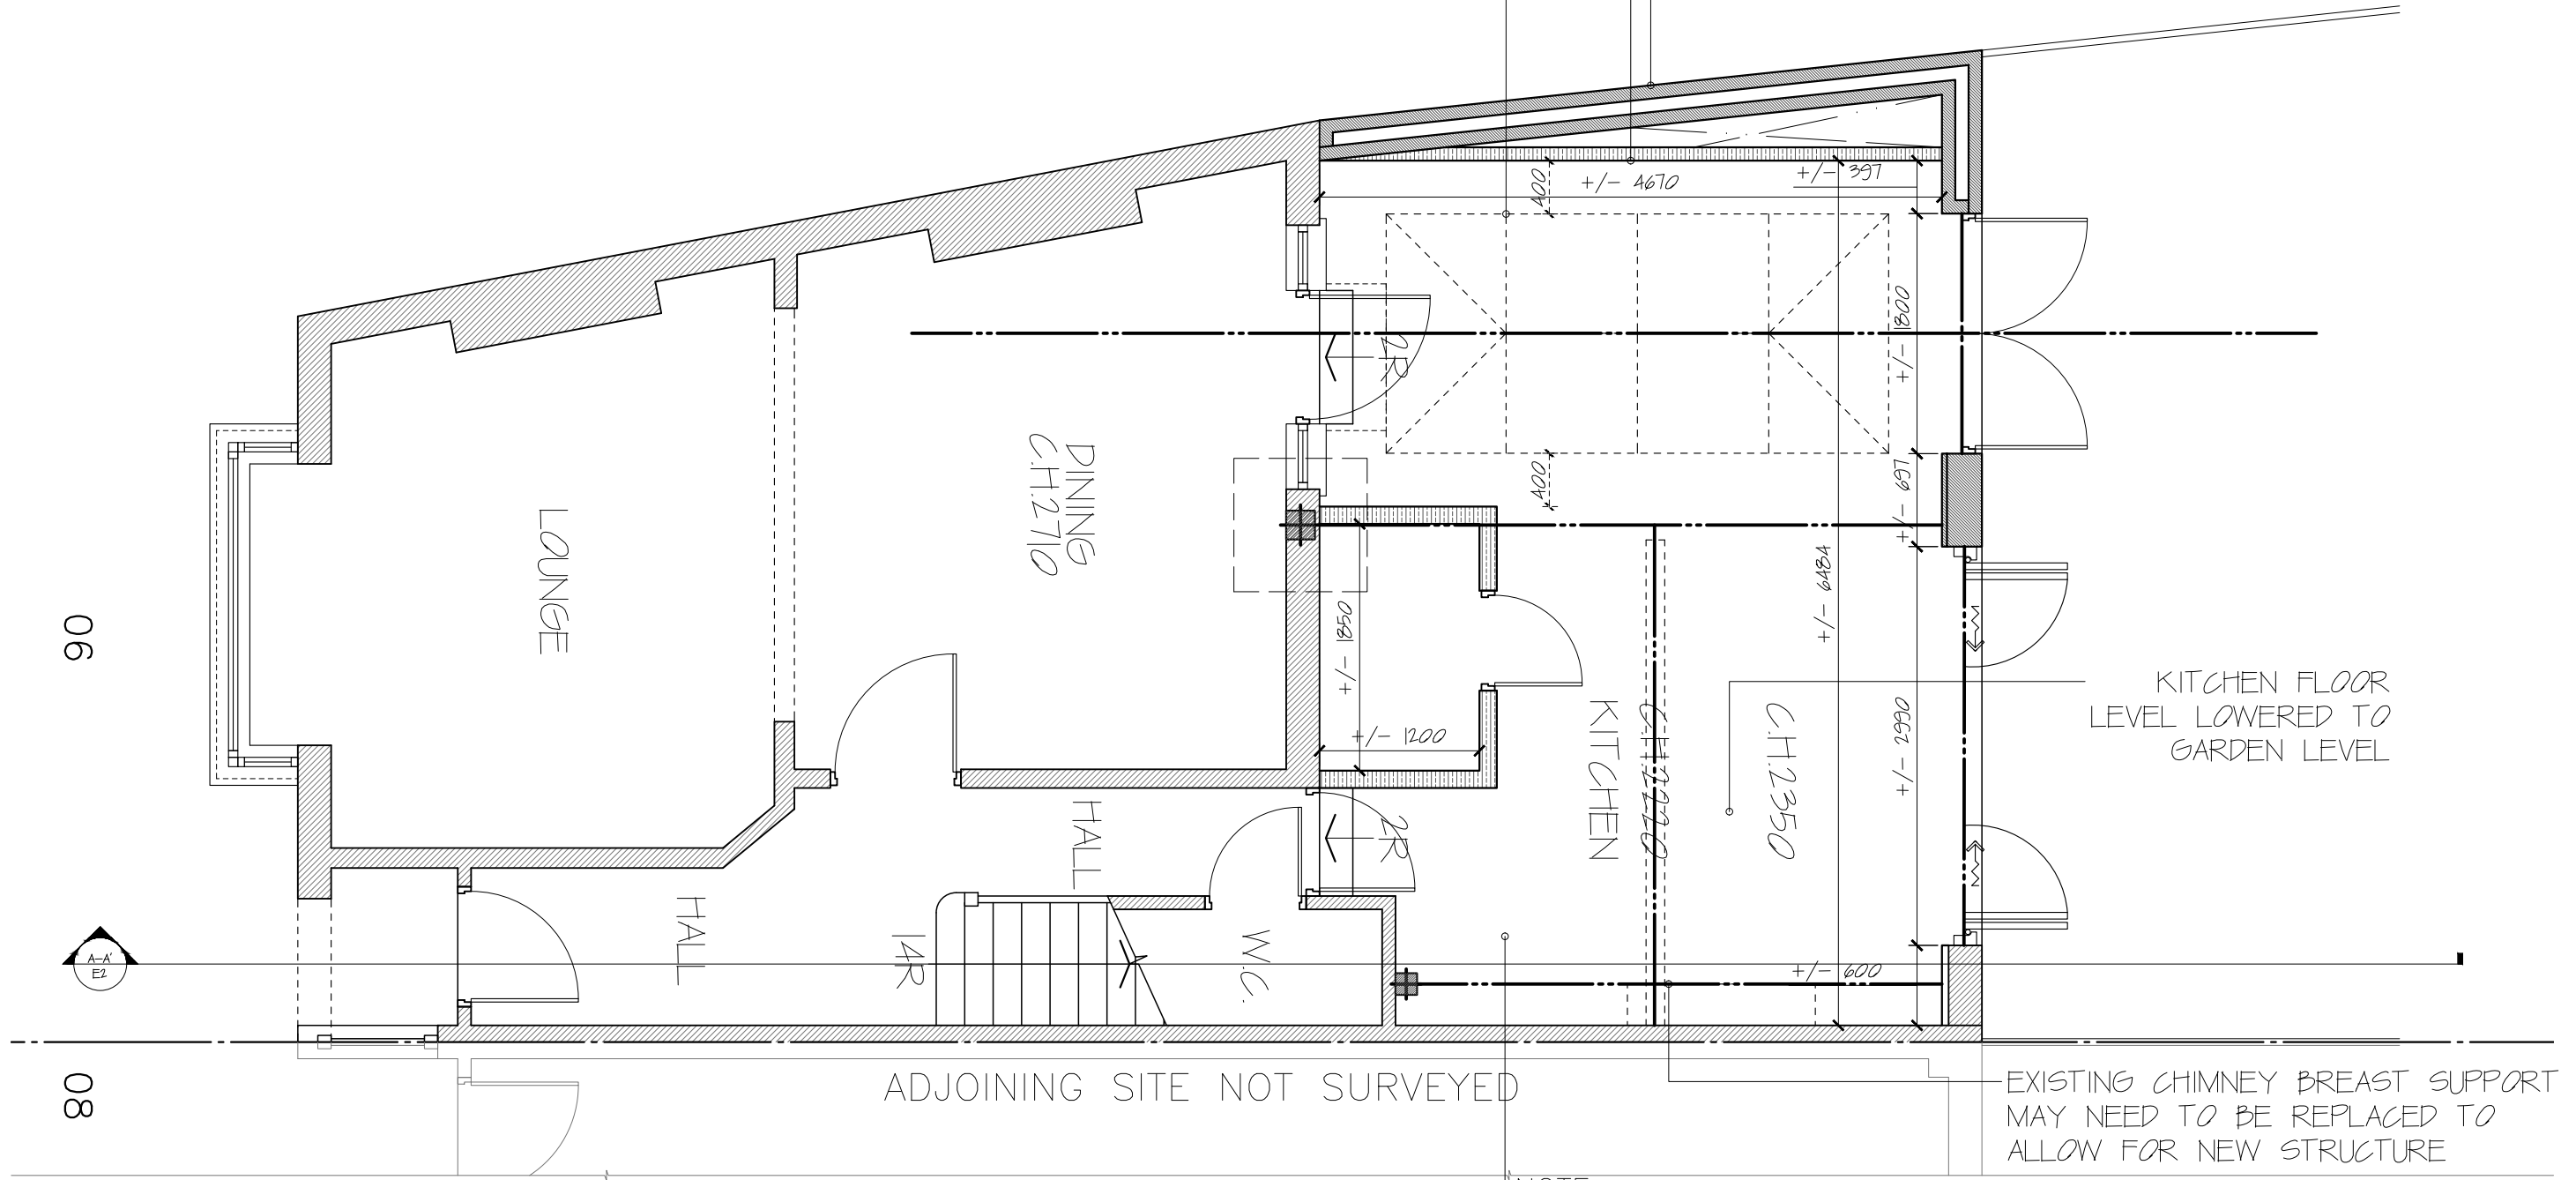 +/- 4670
+/- 397
400
+/- 1800
2R
400
+/- 697
DINING
C.H.2710
LOUNGE
+/- 6484
+/- 1850
+/- 1200
+/- 2990
KITCHEN
C.H.2220
C.H.2350
KITCHEN FLOOR
LEVEL LOWERED TO
GARDEN LEVEL
90
HALL
2R
HALL
14R
W.C.
+/- 600
A-A'
E2
80
ADJOINING SITE NOT SURVEYED
EXISTING CHIMNEY BREAST SUPPORT
MAY NEED TO BE REPLACED TO
ALLOW FOR NEW STRUCTURE
NOTE